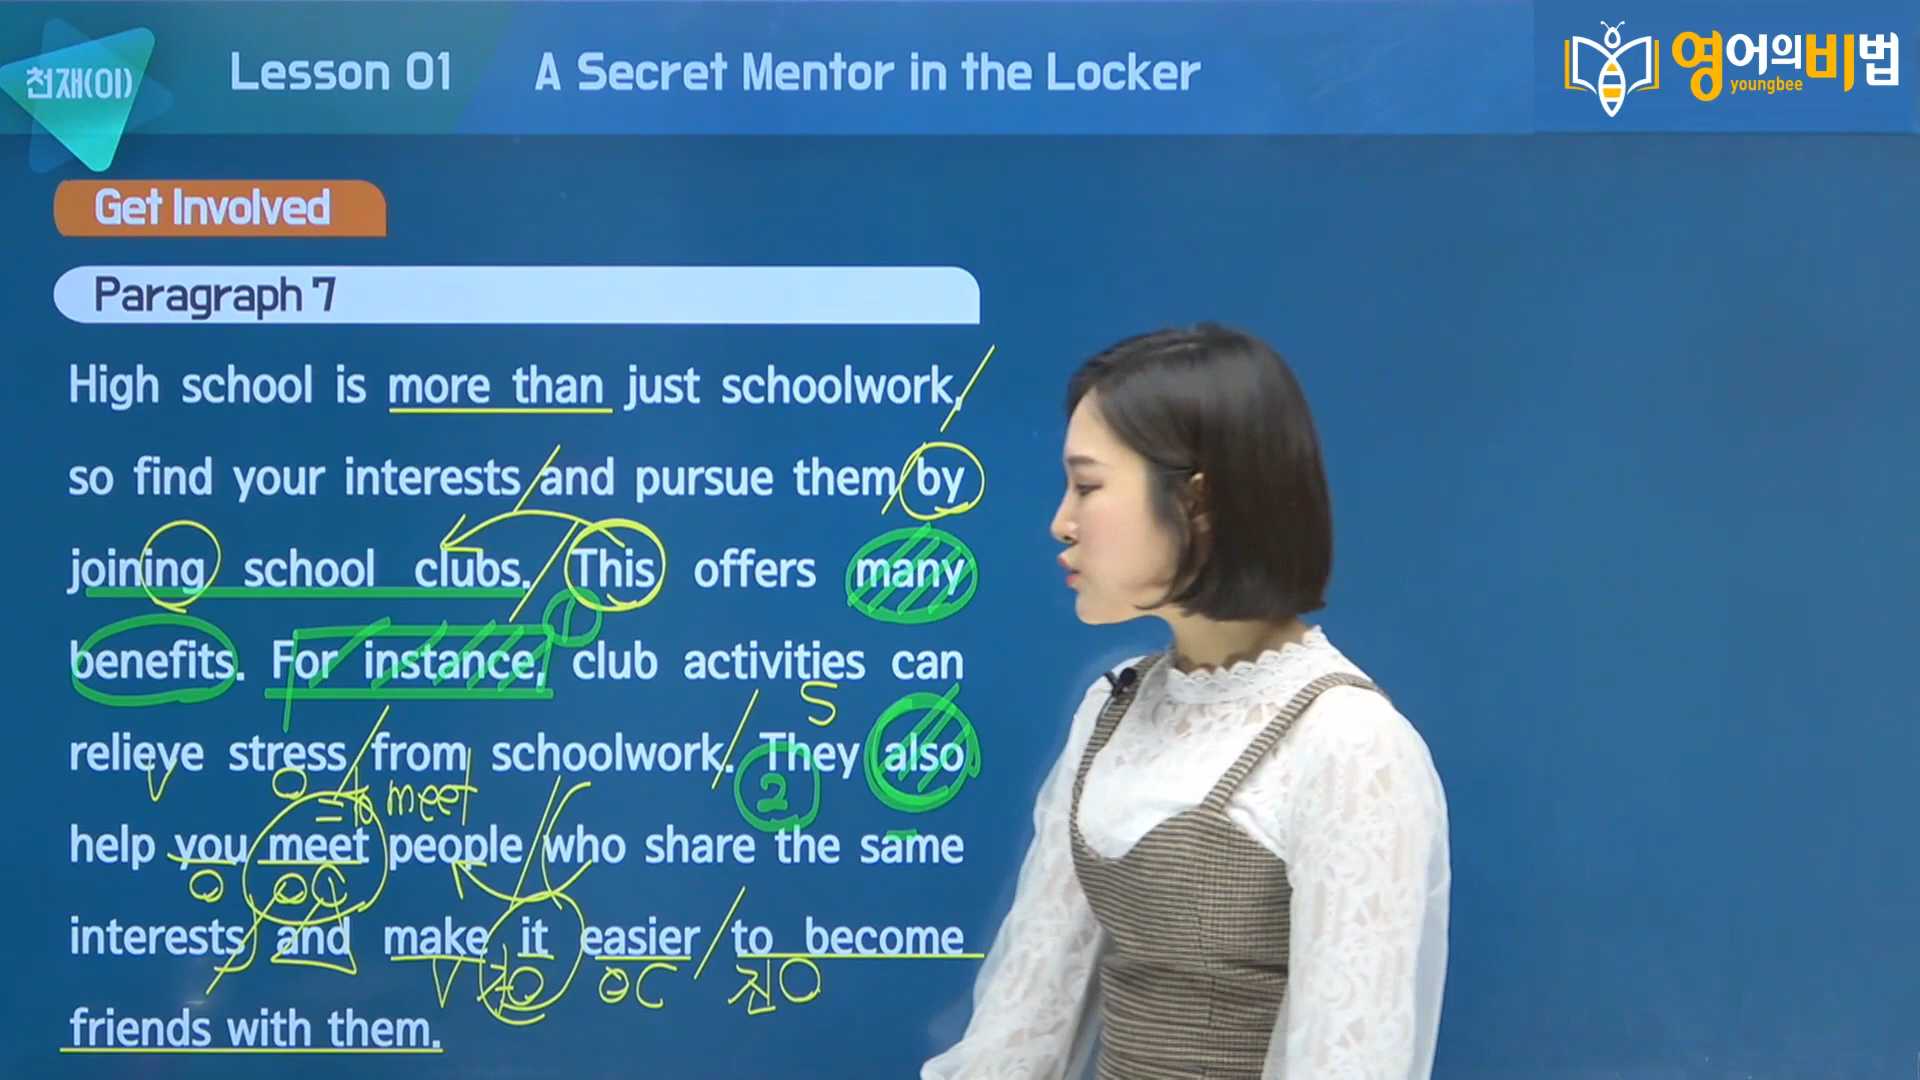 천재(이)
Lesson 01 A Secret Mentor in the Locker
영어의비법
youngbee
Get Involved
Paragraph 7
High school is more than just schoolwork,
so find your interests and pursue them by
joining school clubs. This offers many
①
benefits. For instance, club activities can
S
relieve stress from schoolwork. They also
V O = to meet ②
help you meet people who share the same
O OC
interests and make it easier to become
V 가O OC 진O
friends with them.